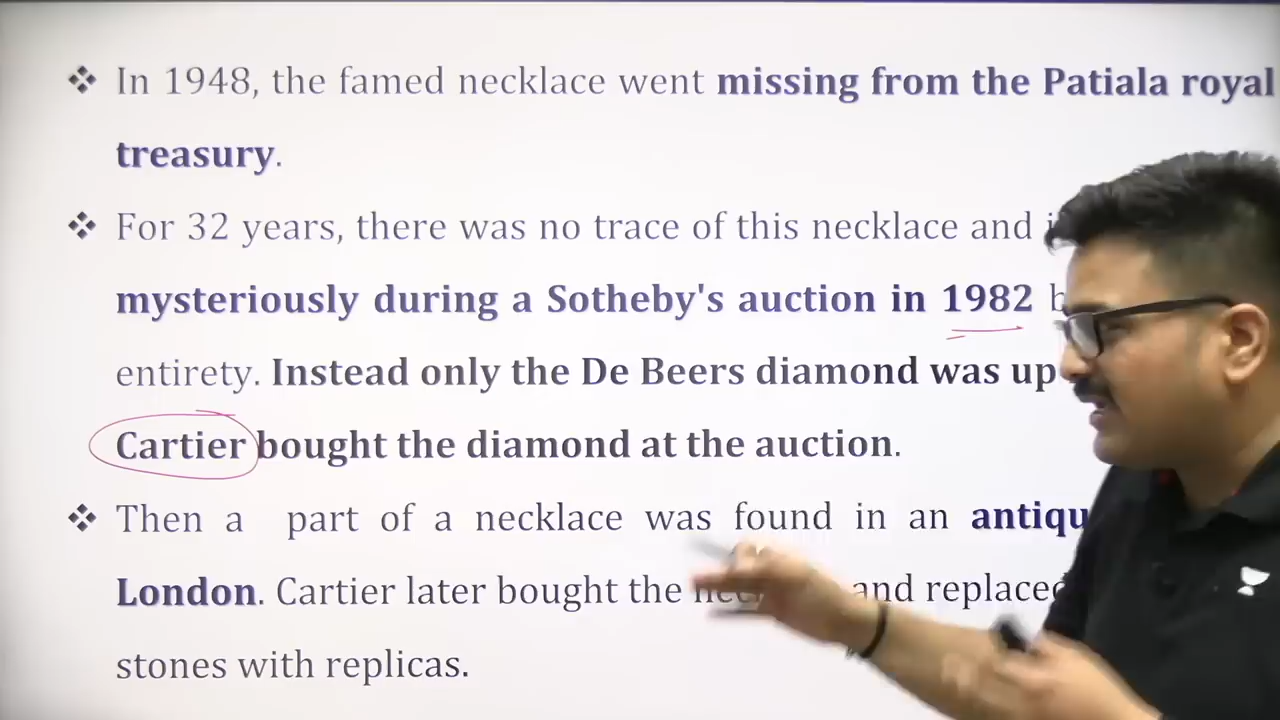 ❖ In 1948, the famed necklace went missing from the Patiala royal
treasury.
❖ For 32 years, there was no trace of this necklace and
mysteriously during a Sotheby's auction in 1982
entirety. Instead only the De Beers diamond was up
Cartier bought the diamond at the auction.
❖ Then a part of a necklace was found in an
London. Cartier later bought the and replaced
stones with replicas.